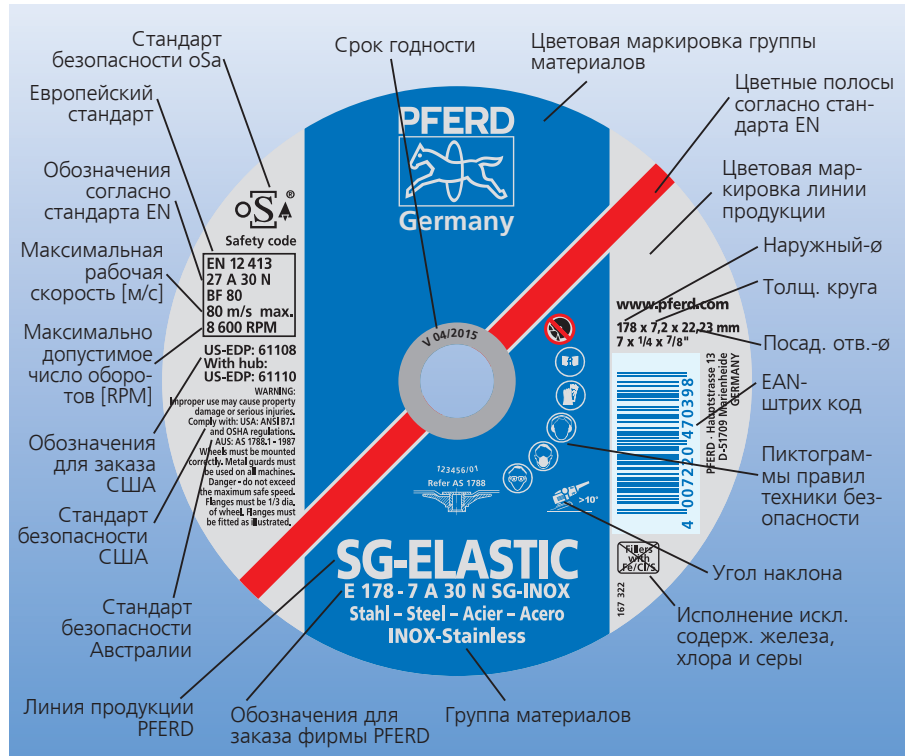 Стандарт
безопасности oSa
Европейский
стандарт
Обозначения
согласно
стандарта EN
Максимальная
рабочая
скорость [м/с]
Максимально
допустимое
число оборо-
тов [RPM]
Обозначения
для заказа
США
Стандарт
безопасности
США
Стандарт
безопасности
Австралии
Линия продукции
PFERD
Обозначения для
заказа фирмы PFERD
Группа материалов
Срок годности
Цветовая маркировка группы
материалов
Цветные полосы
согласно стан-
дарта EN
Цветовая мар-
кировка линии
продукции
Наружный-ø
Толщ. круга
Посад. отв.-ø
EAN-
штрих код
Пиктограм-
мы правил
техники без-
опасности
Угол наклона
Исполнение искл.
содерж. железа,
хлора и серы
PFERD
Germany
oSa®
Safety code
EN 12 413
27 A 30 N
BF 80
80 m/s max.
8 600 RPM
US-EDP: 61108
With hub:
US-EDP: 61110
WARNING:
Improper use may cause property
damage or serious injuries.
Comply with: USA: ANSI B7.1
and OSHA regulations.
AUS: AS 1788.1 - 1987
Wheels must be mounted
correctly. Metal guards must
be used on all machines.
Danger - do not exceed
the maximum safe speed.
Flanges must be 1/3 dia.
of wheel. Flanges must
be fitted as illustrated.
V 04/2015
123456/01
Refer AS 1788
>10°
SG-ELASTIC
E 178 - 7 A 30 N SG-INOX
Stahl – Steel – Acier – Acero
INOX-Stainless
www.pferd.com
178 x 7,2 x 22,23 mm
7 x 1/4 x 7/8"
4 007220 470398
PFERD · Hauptstrasse 13
D-51709 Marienheide
GERMANY
Fillers
with
Fe/Cl/S
167 322